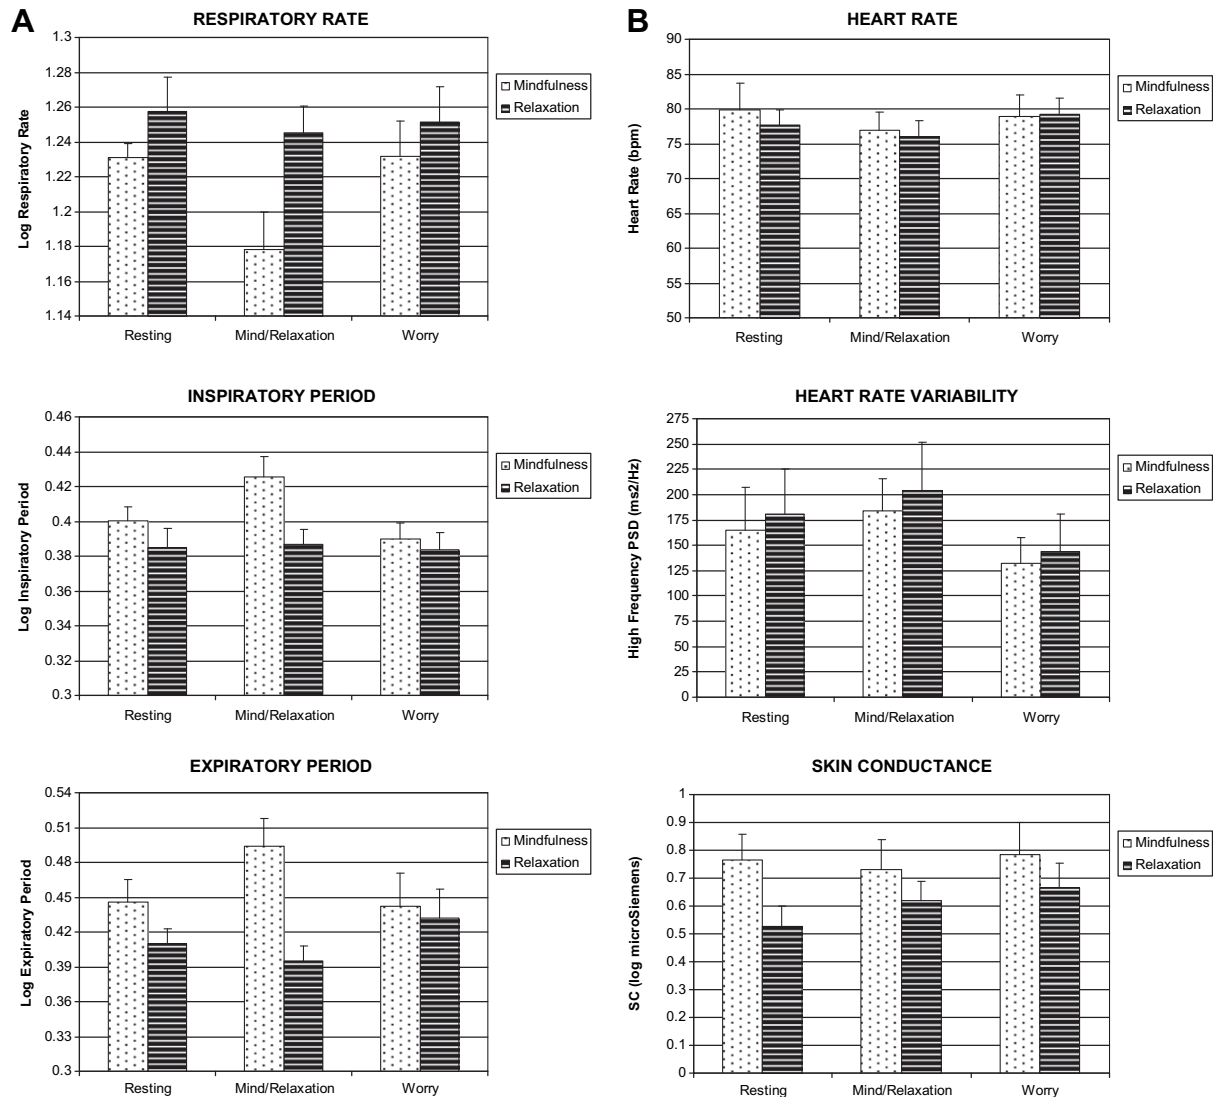 A
RESPIRATORY RATE
Log Respiratory Rate
1.3
1.28
1.26
1.24
1.22
1.2
1.18
1.16
1.14
Resting Mind/Relaxation Worry
Mindfulness
Relaxation
INSPIRATORY PERIOD
Log Inspiratory Period
0.46
0.44
0.42
0.4
0.38
0.36
0.34
0.32
0.3
Resting Mind/Relaxation Worry
Mindfulness
Relaxation
EXPIRATORY PERIOD
Log Expiratory Period
0.54
0.51
0.48
0.45
0.42
0.39
0.36
0.33
0.3
Resting Mind/Relaxation Worry
Mindfulness
Relaxation
B
HEART RATE
Heart Rate (bpm)
90
85
80
75
70
65
60
55
50
Resting Mind/Relaxation Worry
Mindfulness
Relaxation
HEART RATE VARIABILITY
High Frequency PSD (ms2/Hz)
275
250
225
200
175
150
125
100
75
50
25
0
Resting Mind/Relaxation Worry
Mindfulness
Relaxation
SKIN CONDUCTANCE
SC (log microSiemens)
1
0.9
0.8
0.7
0.6
0.5
0.4
0.3
0.2
0.1
0
Resting Mind/Relaxation Worry
Mindfulness
Relaxation